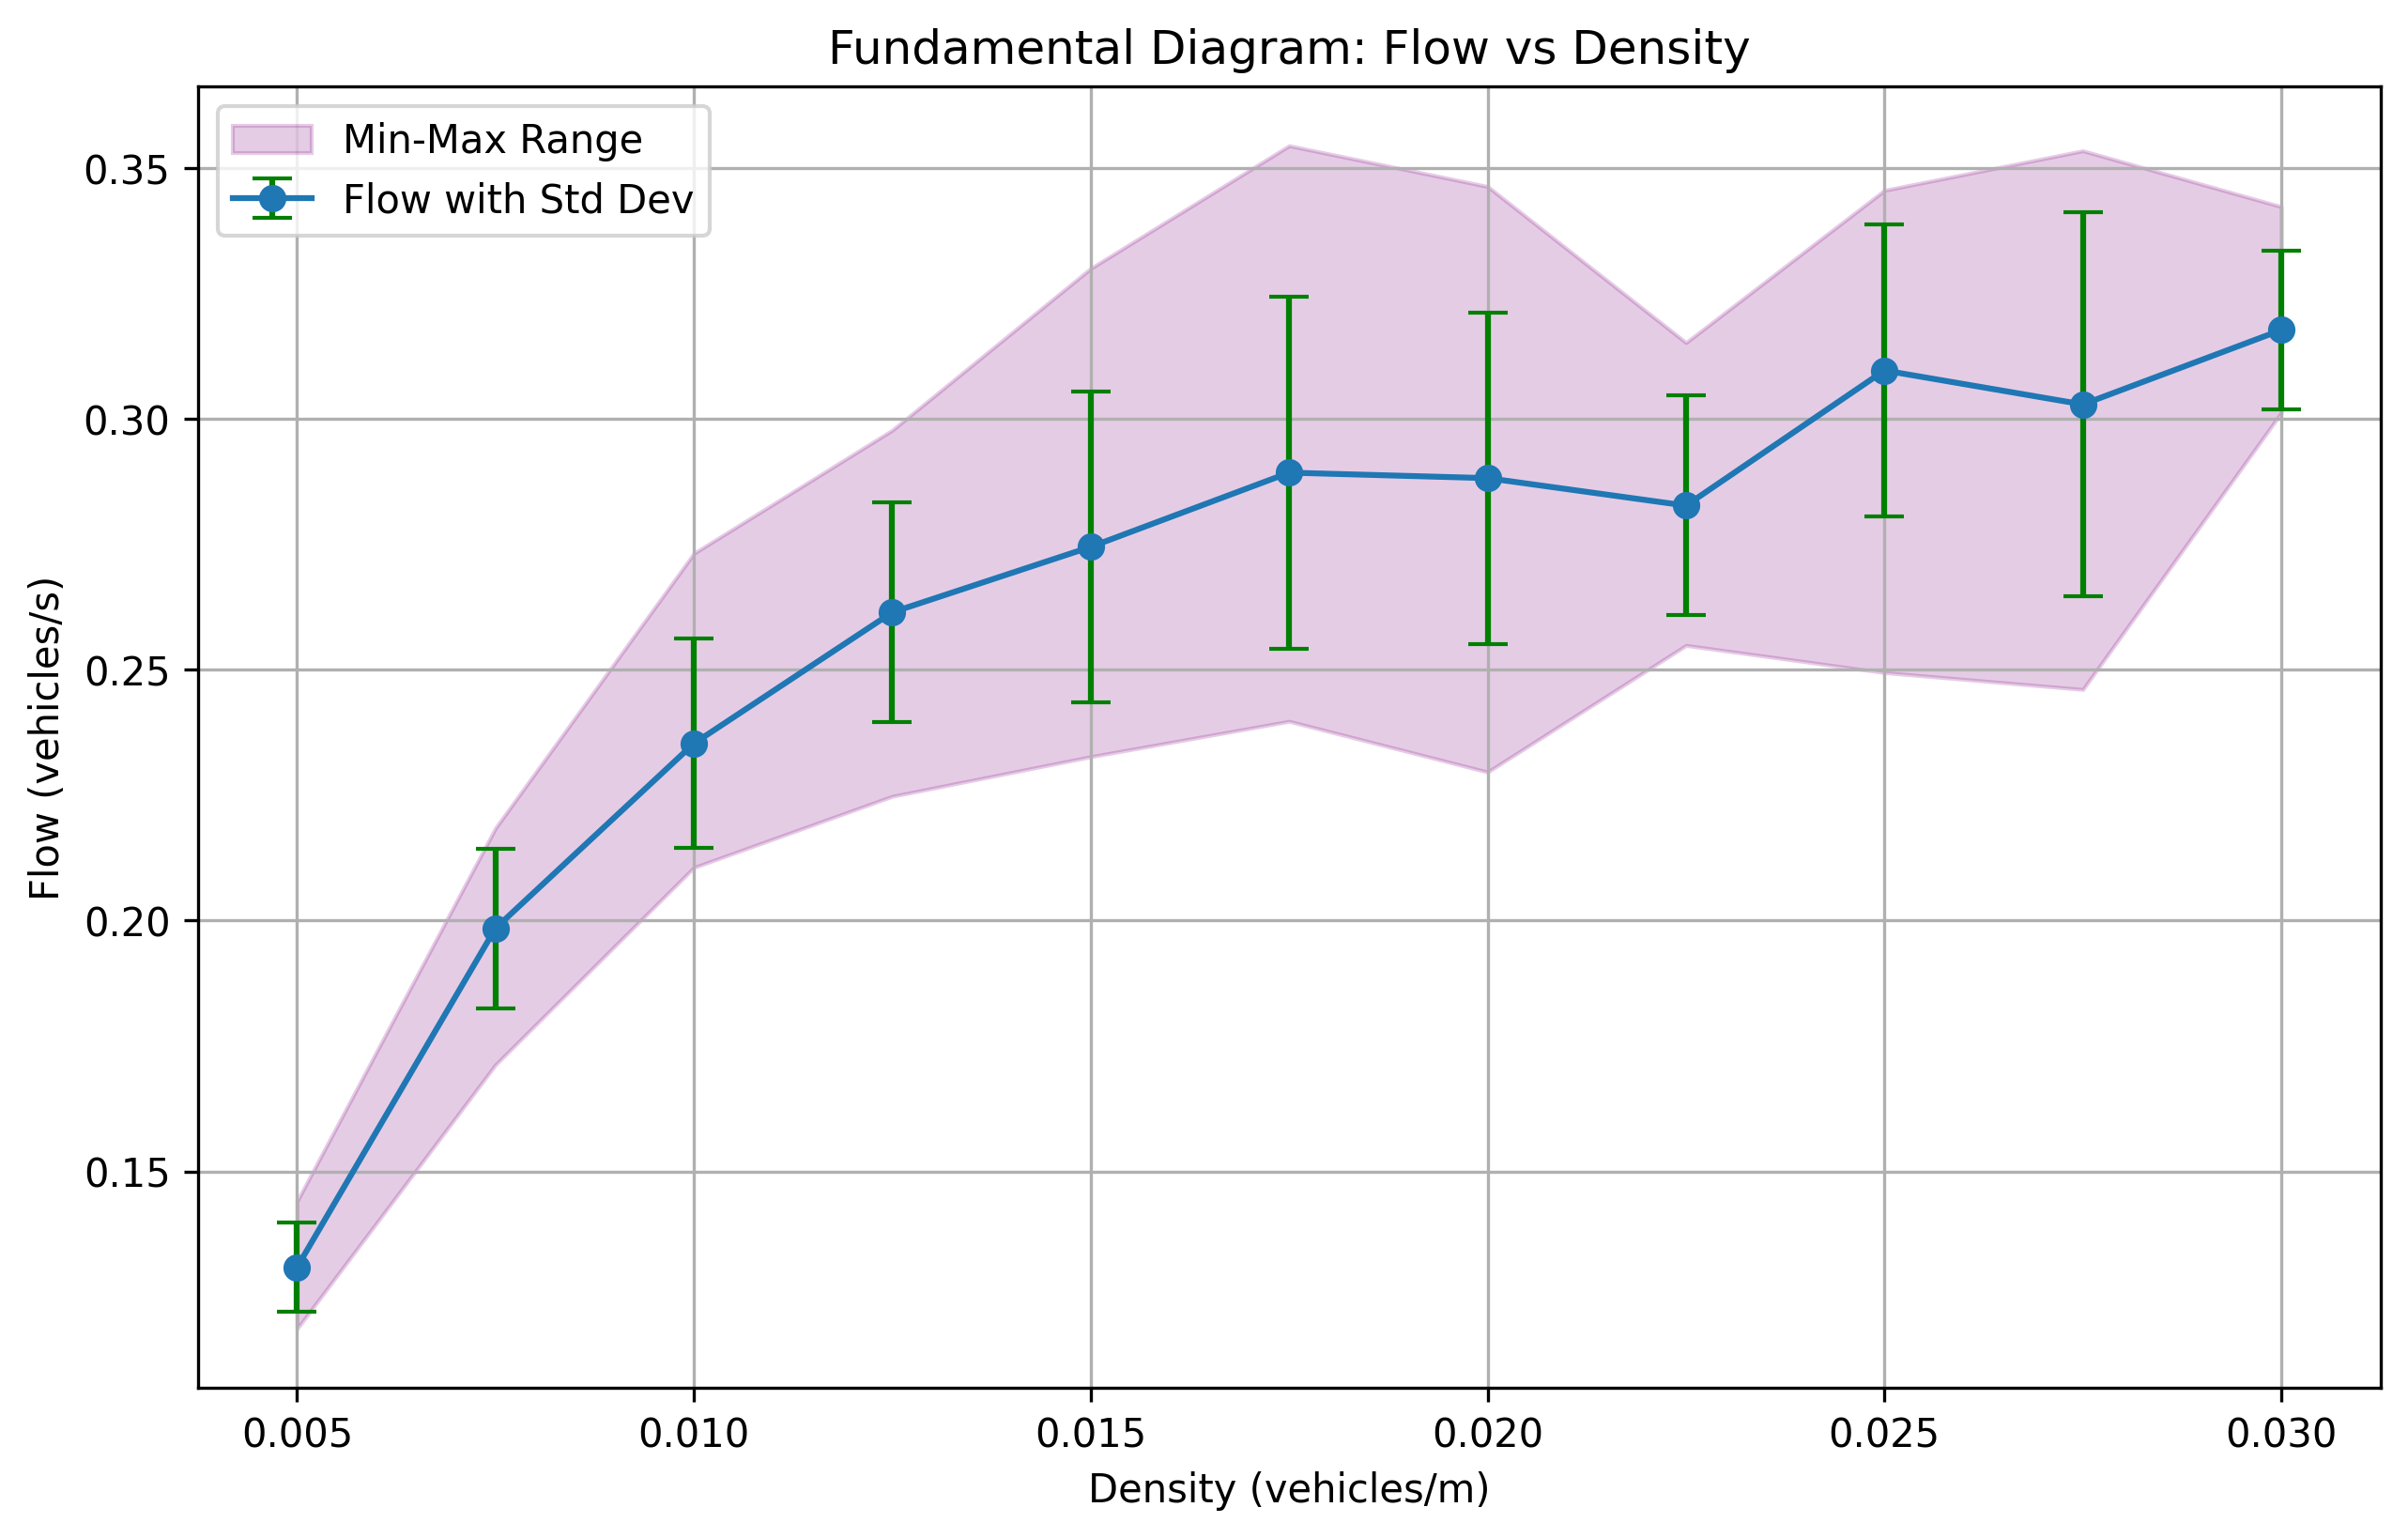 Fundamental Diagram: Flow vs Density
Min-Max Range
Flow with Std Dev
Flow (vehicles/s)
0.35
0.30
0.25
0.20
0.15
0.005 0.010 0.015 0.020 0.025 0.030
Density (vehicles/m)